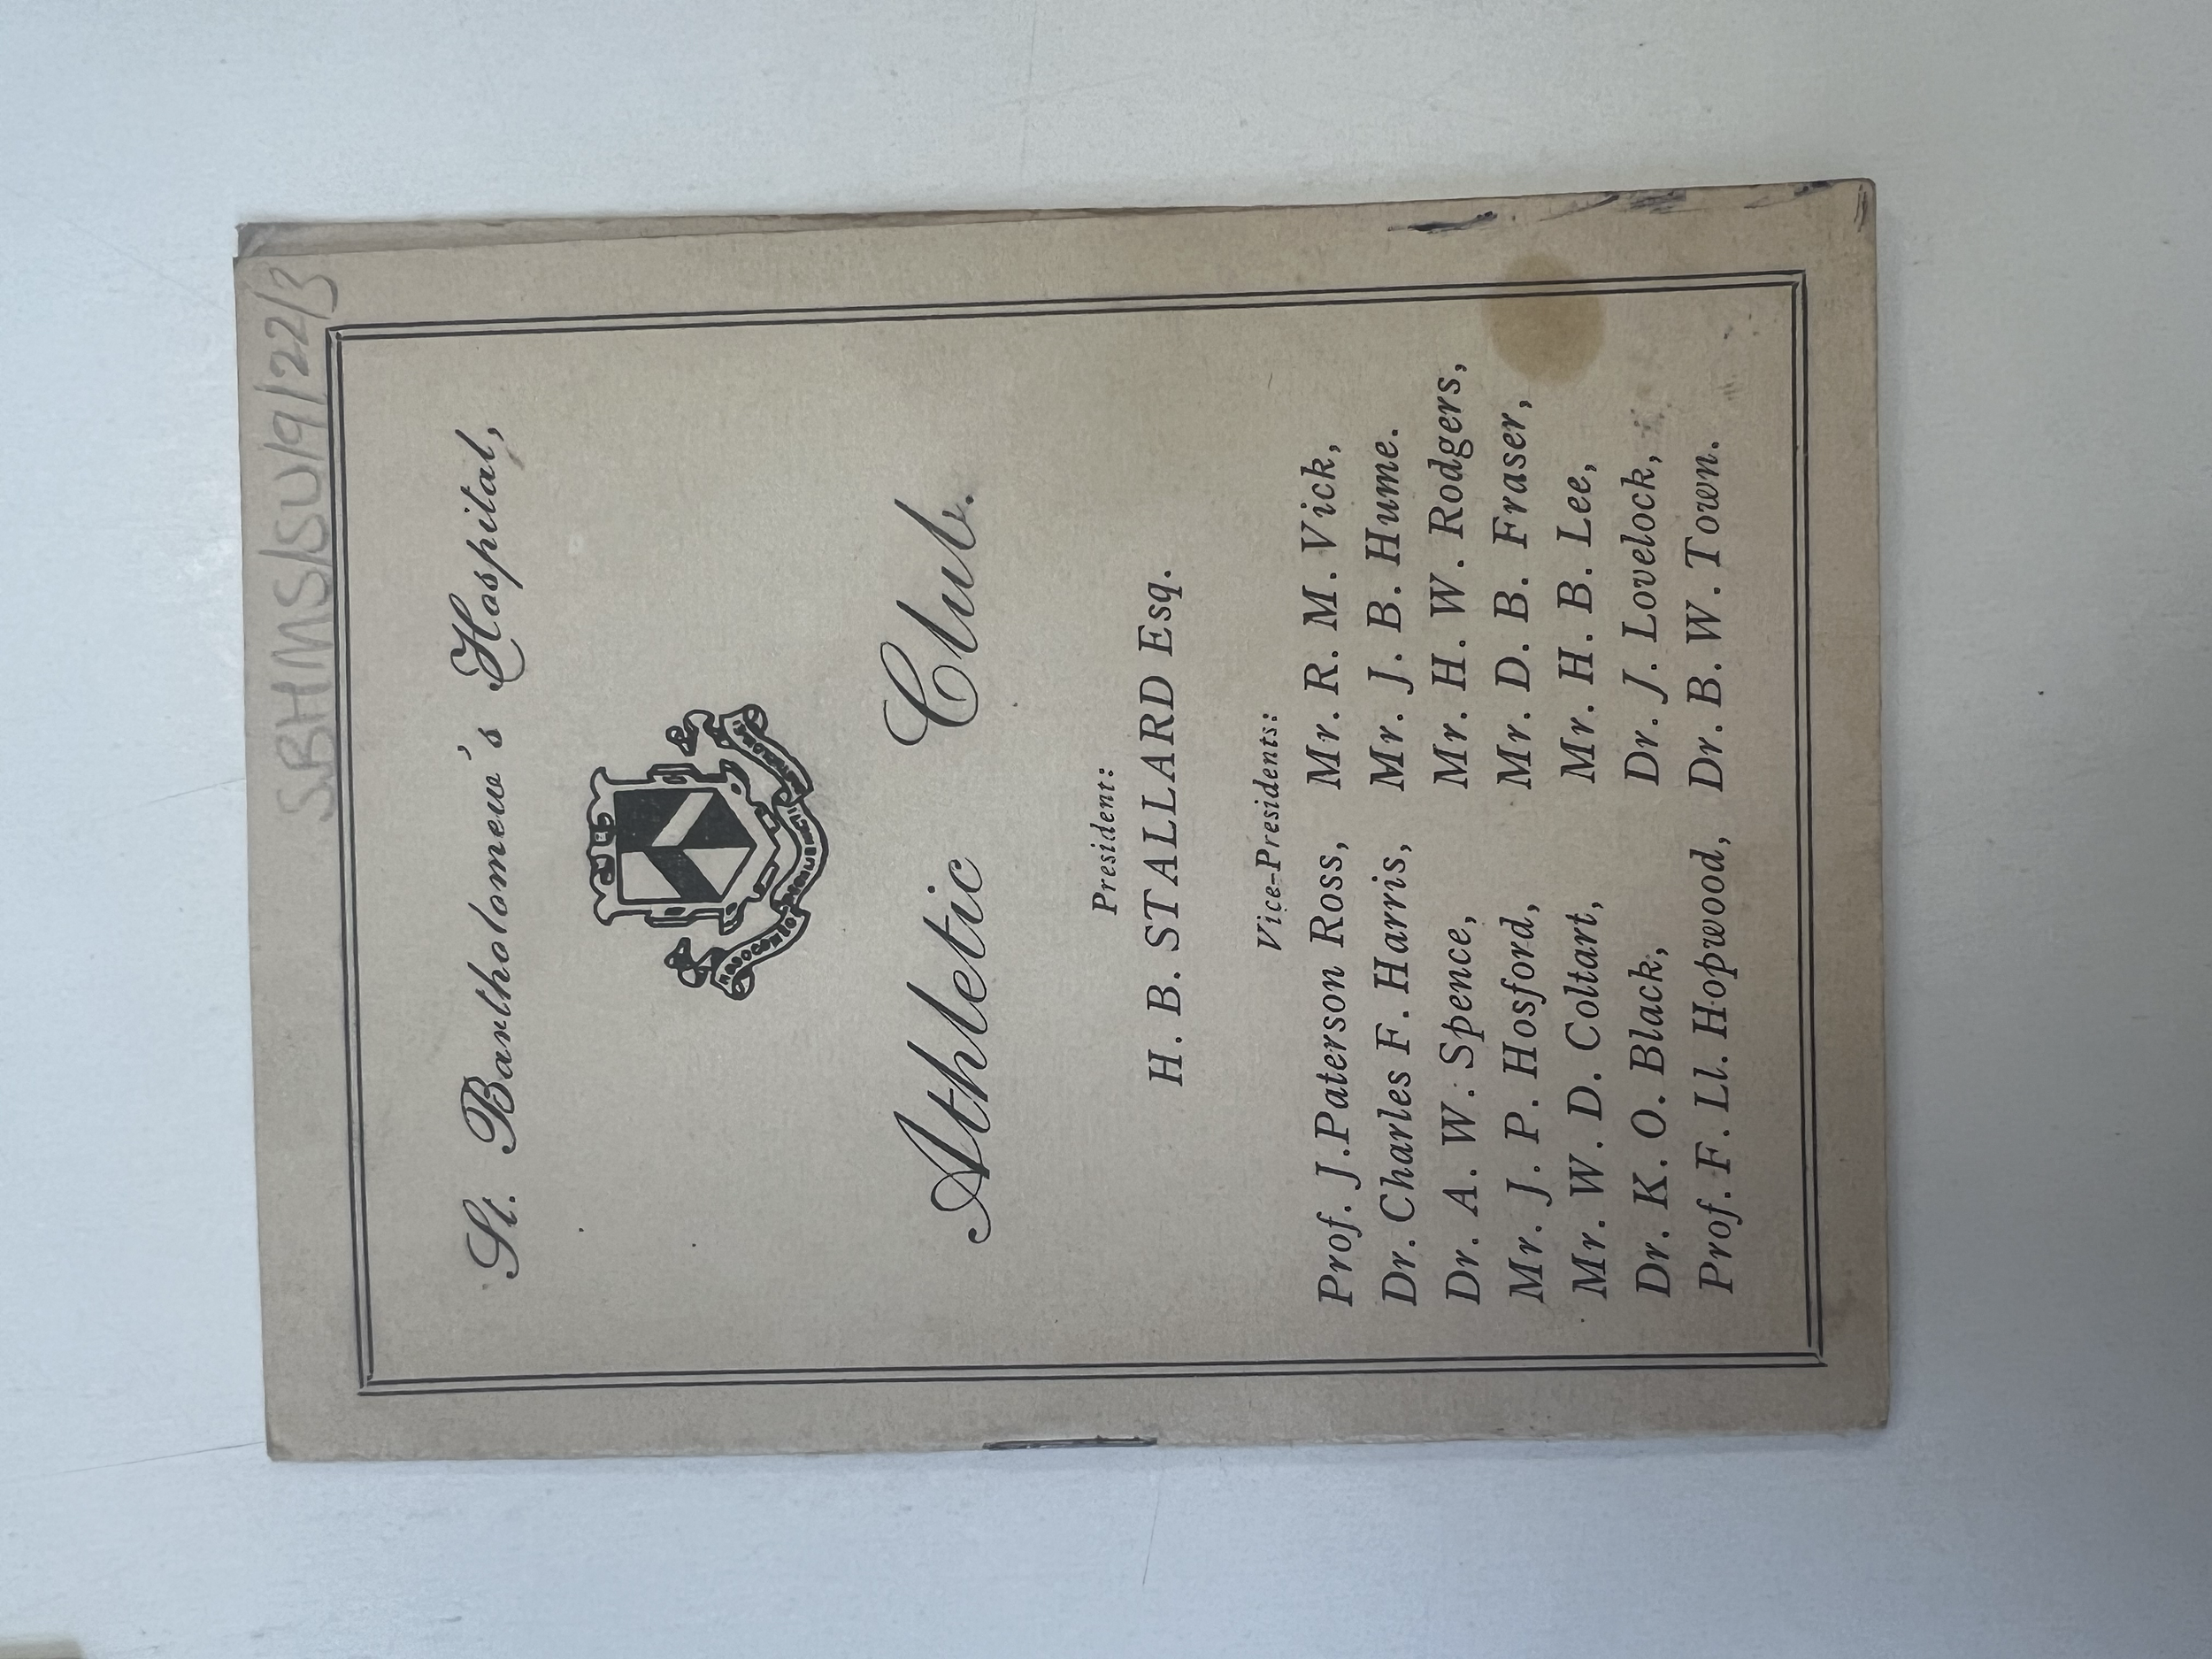 SBHMS/SU/9/22/3
St. Bartholomew's Hospital,
Athletic Club.
President:
H. B. STALLARD Esq.
Vice-Presidents:
Prof. J. Paterson Ross, Mr. R. M. Vick,
Dr. Charles F. Harris, Mr. J. B. Hume.
Dr. A. W. Spence, Mr. H. W. Rodgers,
Mr. J. P. Hosford, Mr. D. B. Fraser,
Mr. W. D. Coltart, Mr. H. B. Lee,
Dr. K. O. Black, Dr. J. Lovelock,
Prof. F. Ll. Hopwood, Dr. B. W. Town.